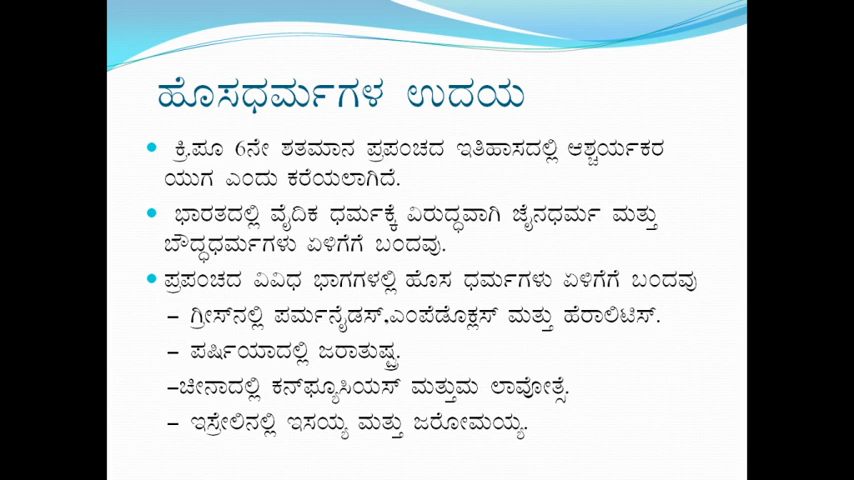 ಹೊಸಧರ್ಮಗಳ ಉದಯ
• ಕ್ರಿ.ಪೂ 6ನೇ ಶತಮಾನ ಪ್ರಪಂಚದ ಇತಿಹಾಸದಲ್ಲಿ ಆಶ್ಚರ್ಯಕರ
ಯುಗ ಎಂದು ಕರೆಯಲಾಗಿದೆ.
• ಭಾರತದಲ್ಲಿ ವೈದಿಕ ಧರ್ಮಕ್ಕೆ ವಿರುದ್ಧವಾಗಿ ಜೈನಧರ್ಮ ಮತ್ತು
ಬೌದ್ಧಧರ್ಮಗಳು ಏಳಿಗೆಗೆ ಬಂದವು.
• ಪ್ರಪಂಚದ ವಿವಿಧ ಭಾಗಗಳಲ್ಲಿ ಹೊಸ ಧರ್ಮಗಳು ಏಳಿಗೆಗೆ ಬಂದವು
– ಗ್ರೀಸ್‌ನಲ್ಲಿ ಪರ್ಮನೈಡಸ್,ಎಂಪೆಡೊಕ್ಲಸ್ ಮತ್ತು ಹೆರಾಲಿಟಿಸ್.
– ಪರ್ಷಿಯಾದಲ್ಲಿ ಜರಾತುಷ್ಟ್ರ.
–ಚೀನಾದಲ್ಲಿ ಕನ್‌ಫ್ಯೂಸಿಯಸ್ ಮತ್ತುಮ ಲಾವೋತ್ಸೆ.
– ಇಸ್ರೇಲಿನಲ್ಲಿ ಇಸಯ್ಯ ಮತ್ತು ಜರೋಮಯ್ಯ.